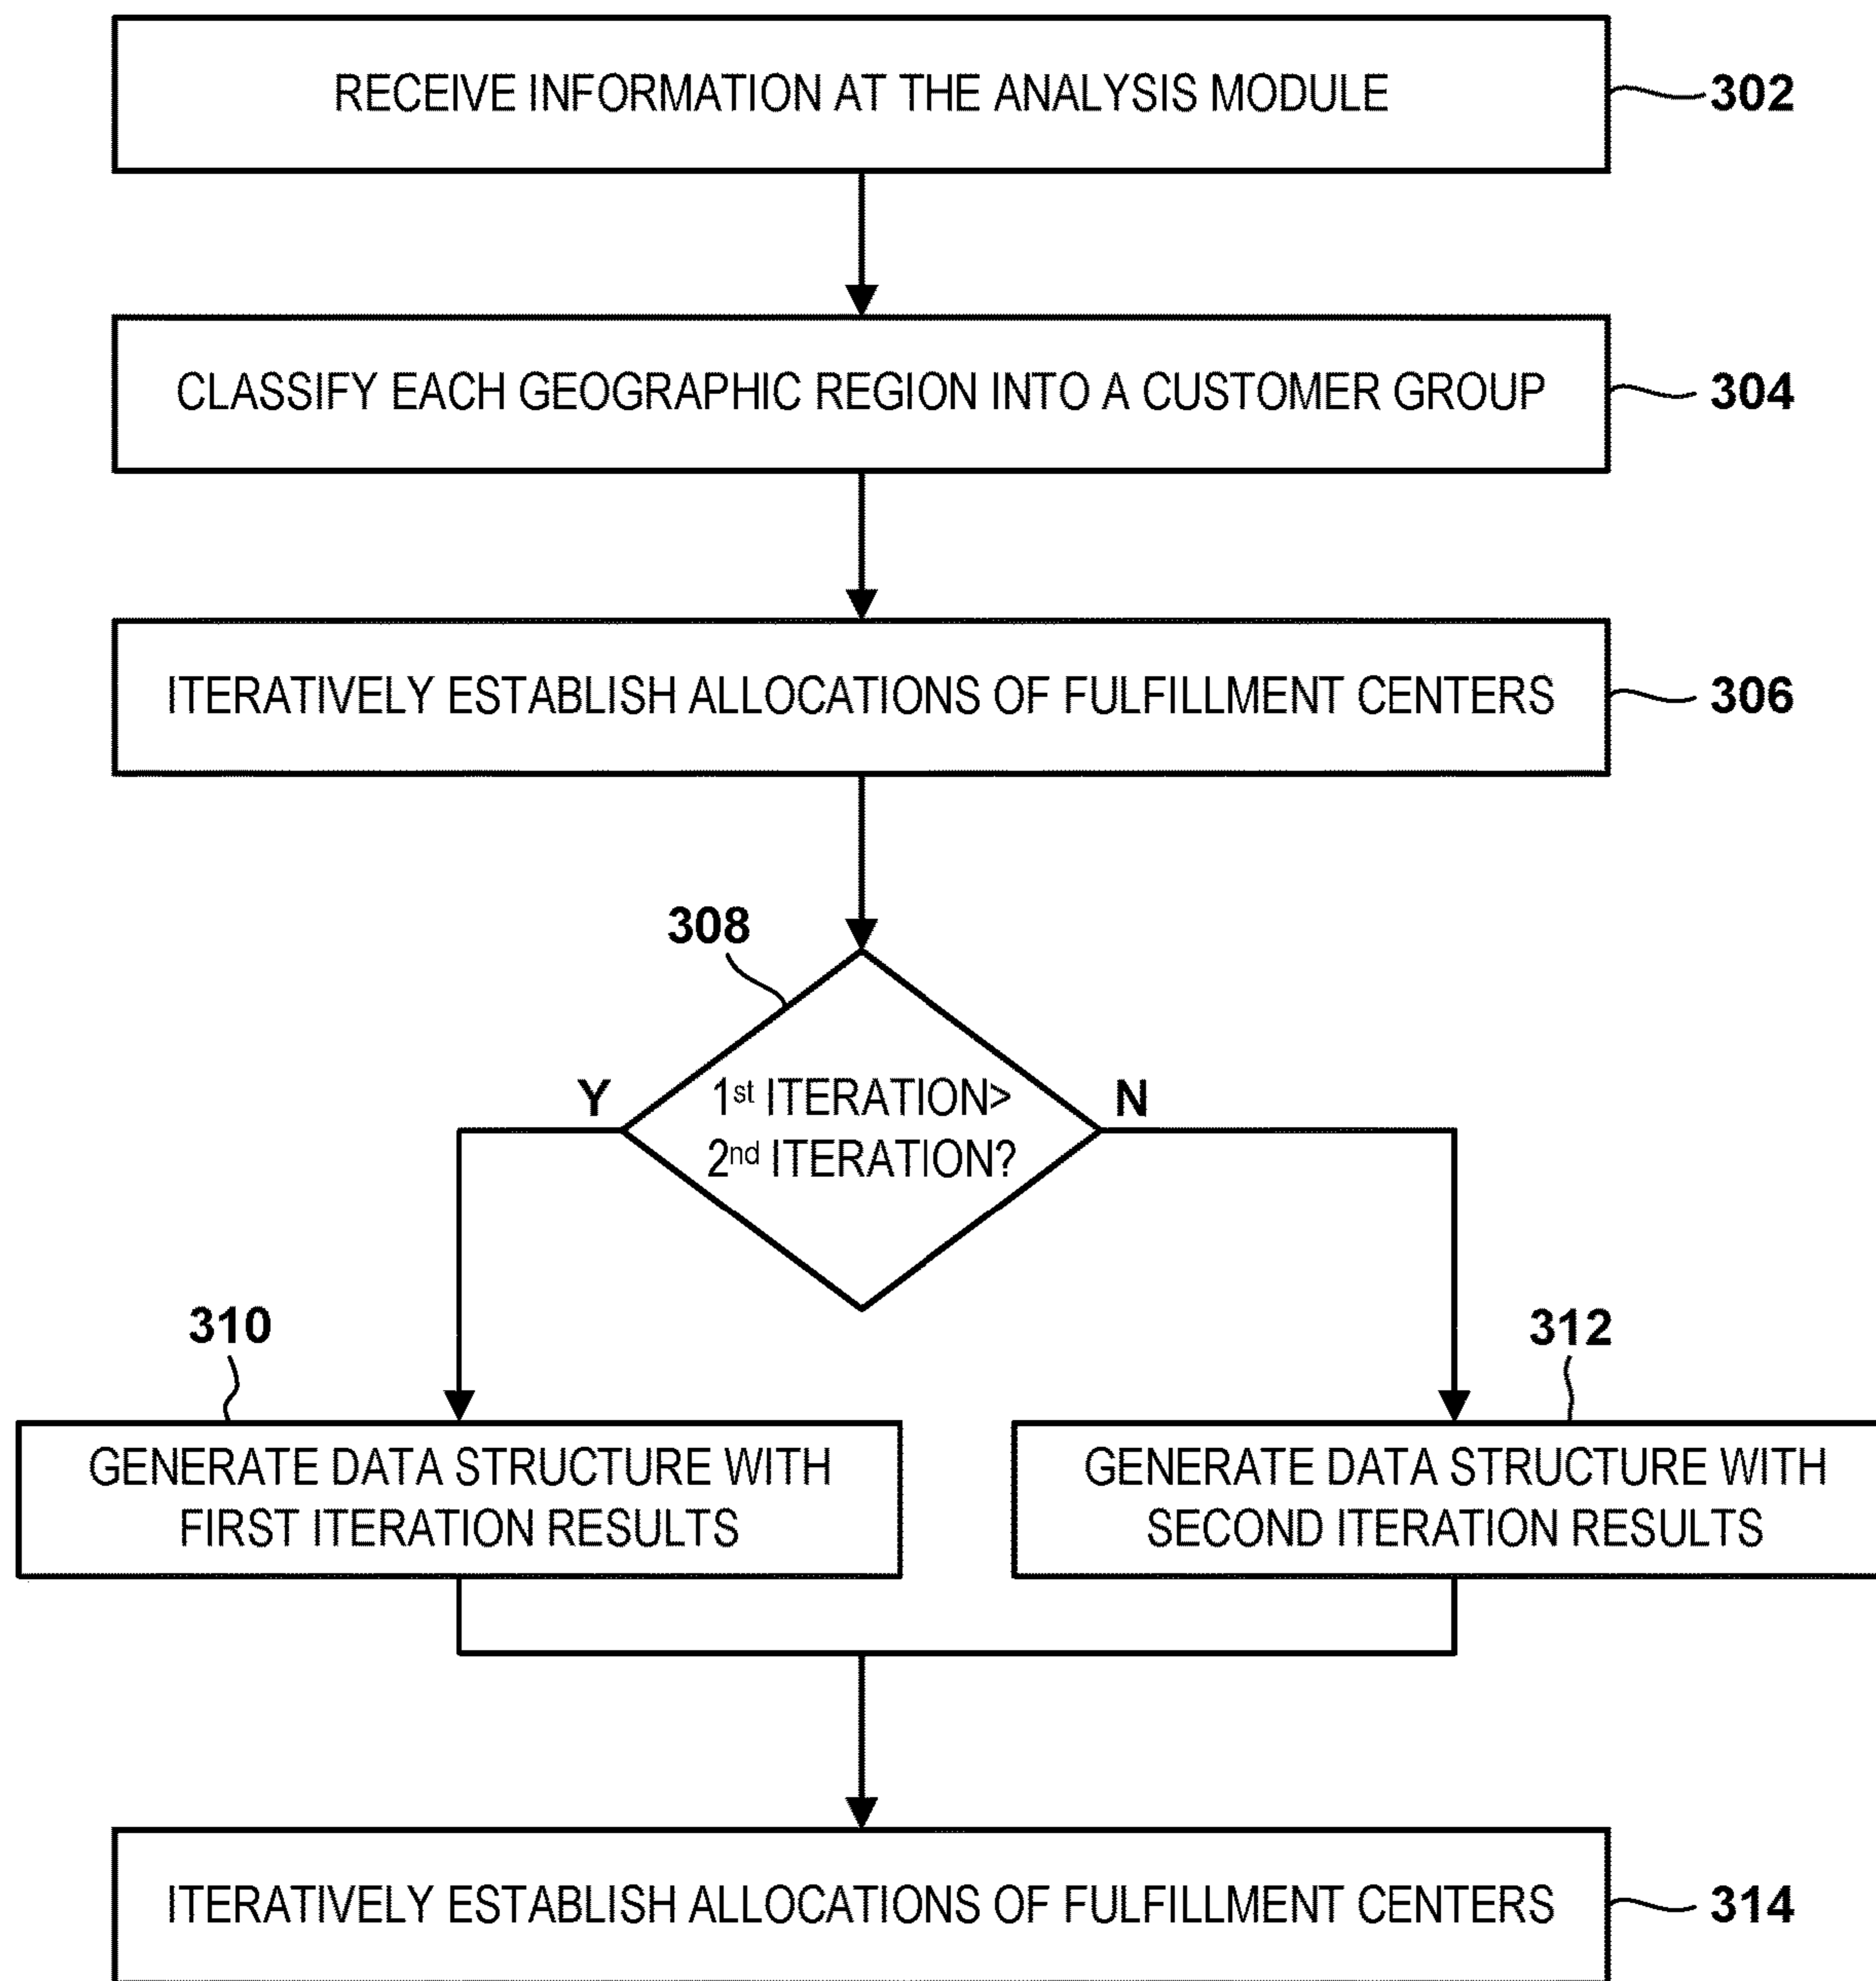 RECEIVE INFORMATION AT THE ANALYSIS MODULE
302
CLASSIFY EACH GEOGRAPHIC REGION INTO A CUSTOMER GROUP
304
ITERATIVELY ESTABLISH ALLOCATIONS OF FULFILLMENT CENTERS
306
308
Y
1st ITERATION>
2nd ITERATION?
N
310
GENERATE DATA STRUCTURE WITH
FIRST ITERATION RESULTS
312
GENERATE DATA STRUCTURE WITH
SECOND ITERATION RESULTS
ITERATIVELY ESTABLISH ALLOCATIONS OF FULFILLMENT CENTERS
314